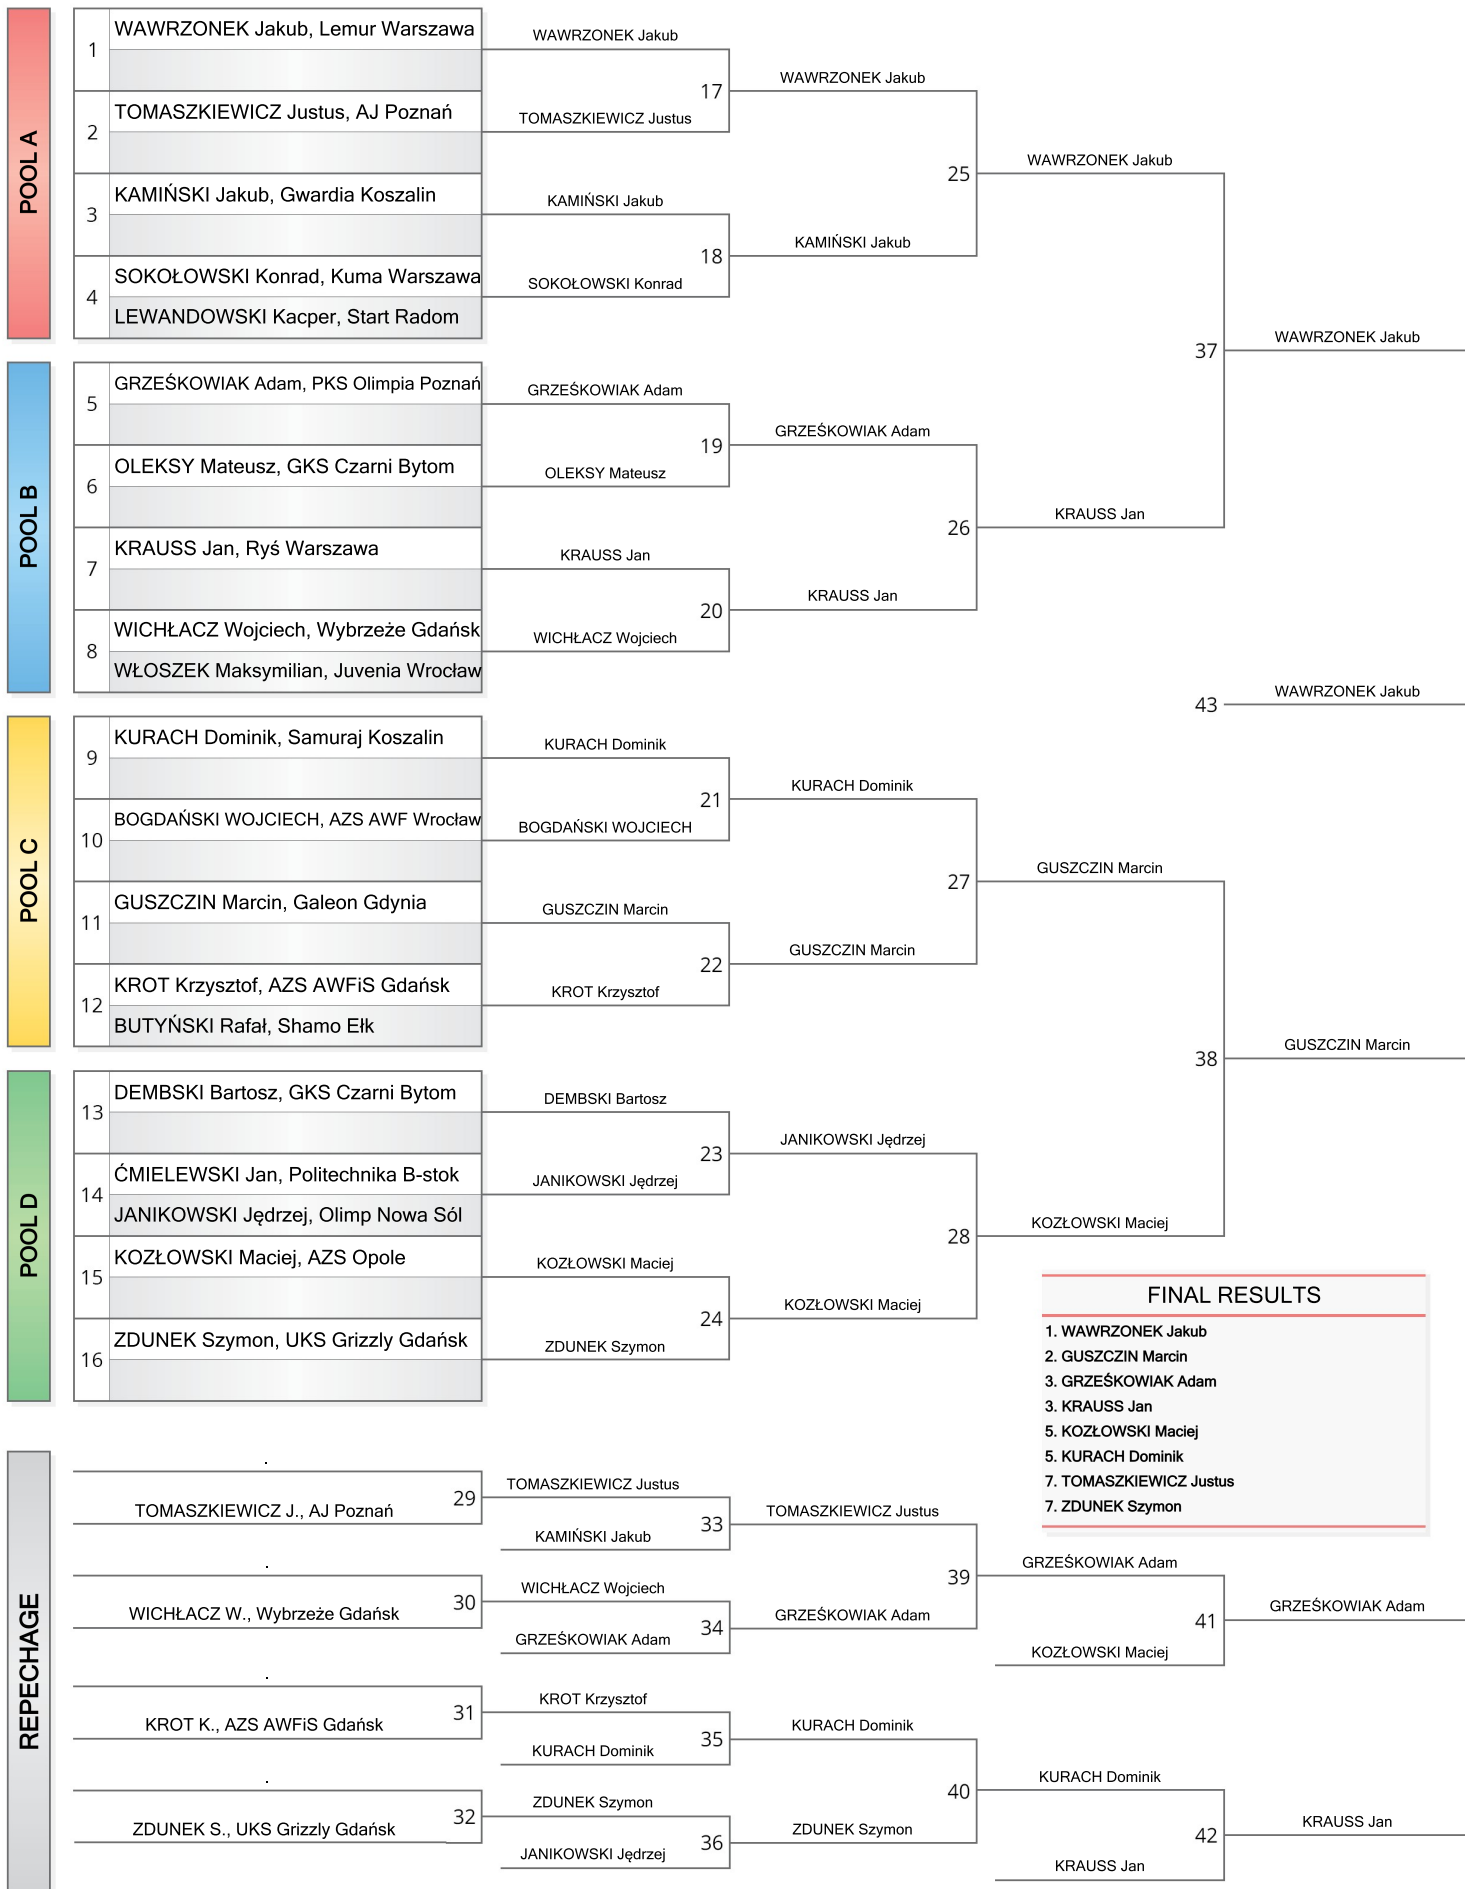 POOL A
1
WAWRZONEK Jakub, Lemur Warszawa
2
TOMASZKIEWICZ Justus, AJ Poznań
3
KAMIŃSKI Jakub, Gwardia Koszalin
4
SOKOŁOWSKI Konrad, Kuma Warszawa
LEWANDOWSKI Kacper, Start Radom
WAWRZONEK Jakub
17
TOMASZKIEWICZ Justus
KAMIŃSKI Jakub
18
SOKOŁOWSKI Konrad
WAWRZONEK Jakub
25
KAMIŃSKI Jakub
WAWRZONEK Jakub
POOL B
5
GRZEŚKOWIAK Adam, PKS Olimpia Poznań
6
OLEKSY Mateusz, GKS Czarni Bytom
7
KRAUSS Jan, Ryś Warszawa
8
WICHŁACZ Wojciech, Wybrzeże Gdańsk
WŁOSZEK Maksymilian, Juvenia Wrocław
GRZEŚKOWIAK Adam
19
OLEKSY Mateusz
KRAUSS Jan
20
WICHŁACZ Wojciech
GRZEŚKOWIAK Adam
26
KRAUSS Jan
KRAUSS Jan
37
WAWRZONEK Jakub
43
WAWRZONEK Jakub
POOL C
9
KURACH Dominik, Samuraj Koszalin
10
BOGDAŃSKI WOJCIECH, AZS AWF Wrocław
11
GUSZCZIN Marcin, Galeon Gdynia
12
KROT Krzysztof, AZS AWFiS Gdańsk
BUTYŃSKI Rafał, Shamo Ełk
KURACH Dominik
21
BOGDAŃSKI WOJCIECH
GUSZCZIN Marcin
22
KROT Krzysztof
KURACH Dominik
27
GUSZCZIN Marcin
GUSZCZIN Marcin
38
GUSZCZIN Marcin
POOL D
13
DEMBSKI Bartosz, GKS Czarni Bytom
14
ĆMIELEWSKI Jan, Politechnika B-stok
JANIKOWSKI Jędrzej, Olimp Nowa Sól
15
KOZŁOWSKI Maciej, AZS Opole
16
ZDUNEK Szymon, UKS Grizzly Gdańsk
DEMBSKI Bartosz
23
JANIKOWSKI Jędrzej
KOZŁOWSKI Maciej
24
ZDUNEK Szymon
JANIKOWSKI Jędrzej
28
KOZŁOWSKI Maciej
KOZŁOWSKI Maciej
FINAL RESULTS
1. WAWRZONEK Jakub
2. GUSZCZIN Marcin
3. GRZEŚKOWIAK Adam
3. KRAUSS Jan
5. KOZŁOWSKI Maciej
5. KURACH Dominik
7. TOMASZKIEWICZ Justus
7. ZDUNEK Szymon
REPECHAGE
.
29
TOMASZKIEWICZ J., AJ Poznań
.
30
WICHŁACZ W., Wybrzeże Gdańsk
.
31
KROT K., AZS AWFiS Gdańsk
.
32
ZDUNEK S., UKS Grizzly Gdańsk
TOMASZKIEWICZ Justus
33
KAMIŃSKI Jakub
WICHŁACZ Wojciech
34
GRZEŚKOWIAK Adam
KROT Krzysztof
35
KURACH Dominik
ZDUNEK Szymon
36
JANIKOWSKI Jędrzej
TOMASZKIEWICZ Justus
39
GRZEŚKOWIAK Adam
KURACH Dominik
40
ZDUNEK Szymon
GRZEŚKOWIAK Adam
41
KOZŁOWSKI Maciej
KURACH Dominik
42
KRAUSS Jan
GRZEŚKOWIAK Adam
KRAUSS Jan